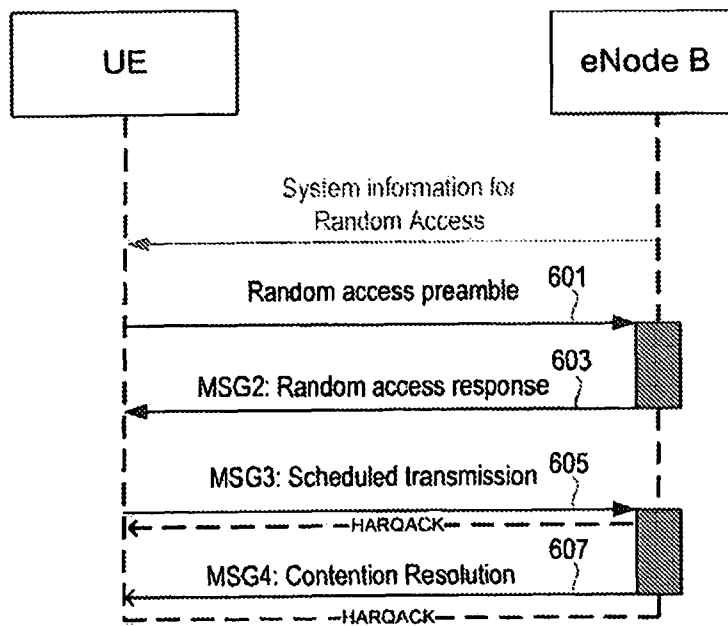 UE
eNode B
System information for
Random Access
Random access preamble
601
MSG2: Random access response
603
MSG3: Scheduled transmission
605
HARQACK
MSG4: Contention Resolution
607
HARQACK